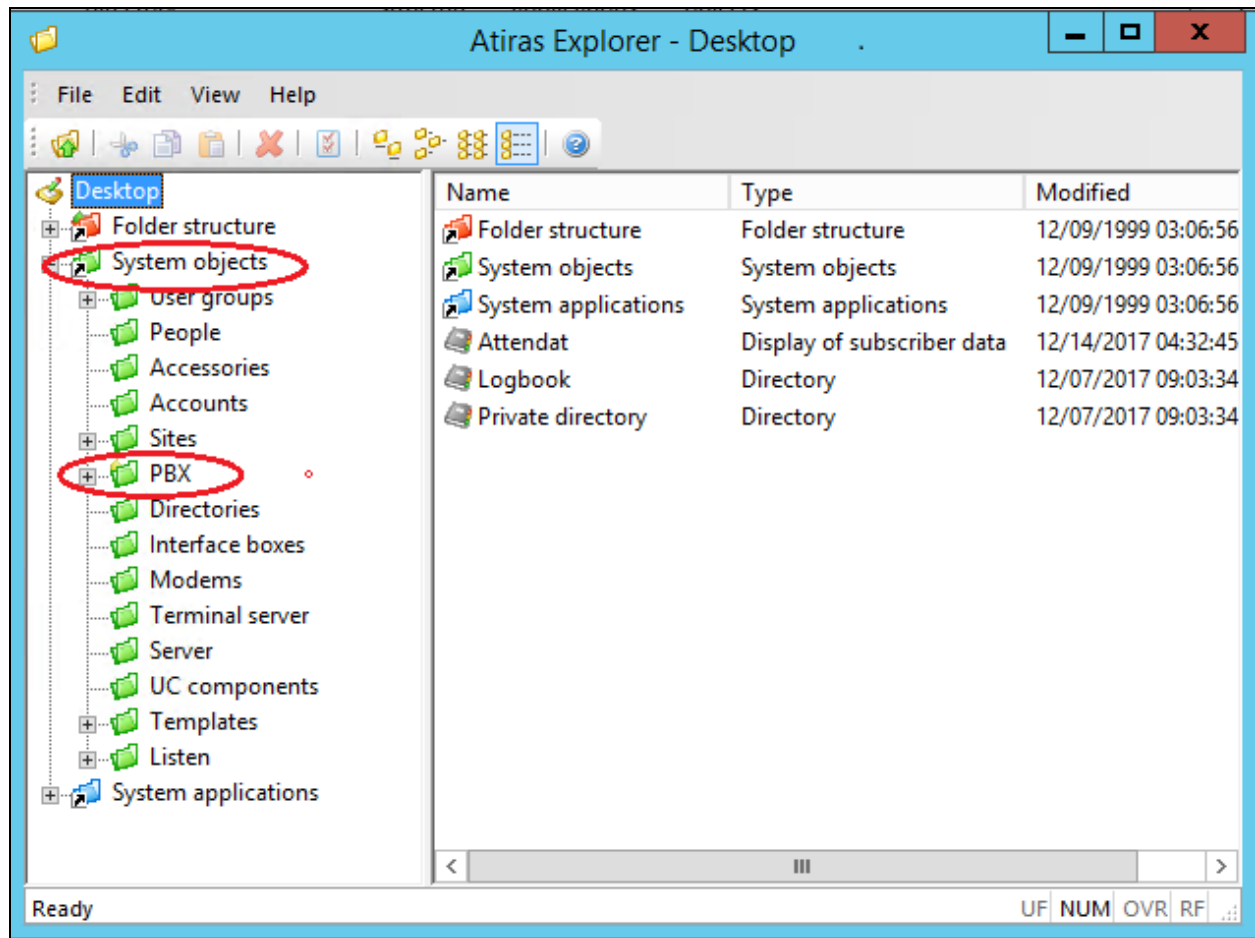 Atiras Explorer - Desktop
File Edit View Help
Desktop
Folder structure
System objects
User groups
People
Accessories
Accounts
Sites
PBX
Directories
Interface boxes
Modems
Terminal server
Server
UC components
Templates
Listen
System applications
Name Type Modified
Folder structure Folder structure 12/09/1999 03:06:56
System objects System objects 12/09/1999 03:06:56
System applications System applications 12/09/1999 03:06:56
Attendat Display of subscriber data 12/14/2017 04:32:45
Logbook Directory 12/07/2017 09:03:34
Private directory Directory 12/07/2017 09:03:34
Ready UF NUM OVR RF